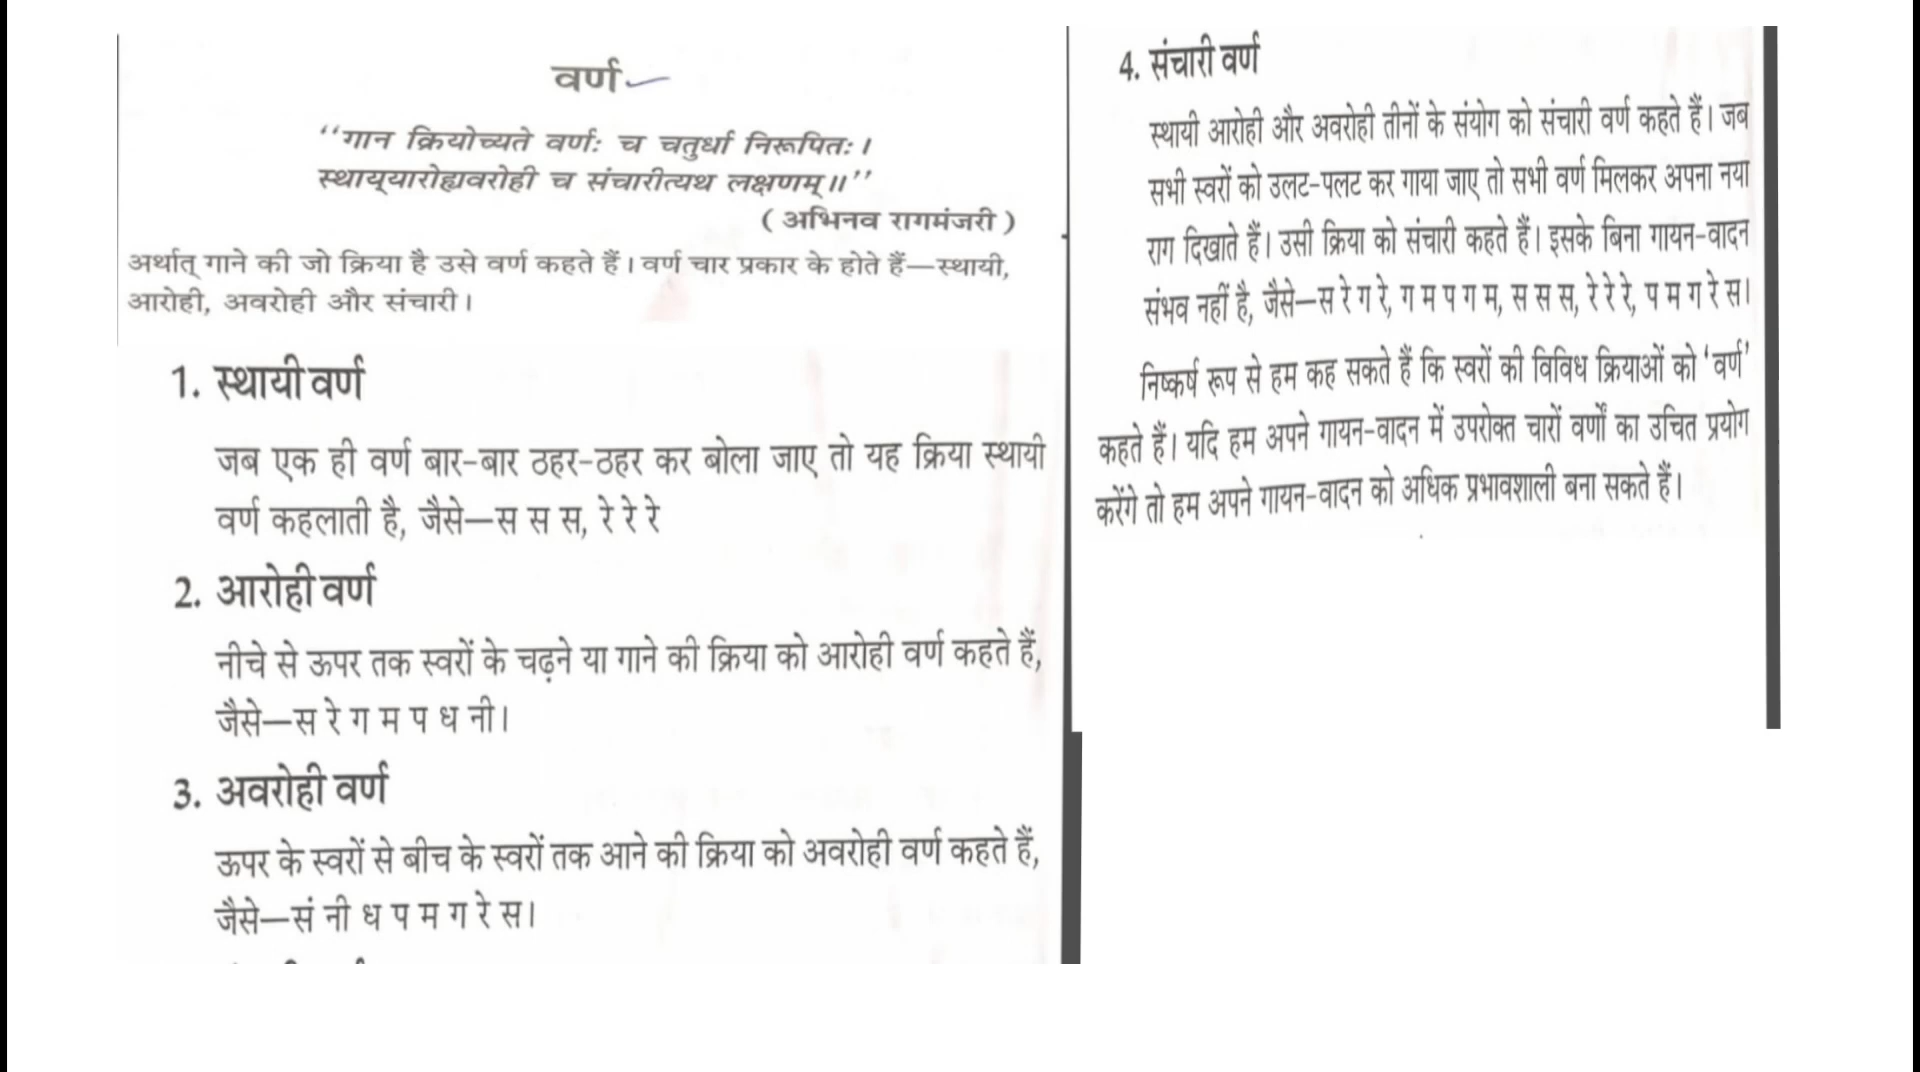 वर्ण
‘‘गान क्रियोच्यते वर्णः च चतुर्धा निरूपितः।
स्थाय्यारोह्यवरोही च संचारीत्यथ लक्षणम्॥’’
( अभिनव रागमंजरी )
अर्थात् गाने की जो क्रिया है उसे वर्ण कहते हैं। वर्ण चार प्रकार के होते हैं—स्थायी,
आरोही, अवरोही और संचारी।
1. स्थायी वर्ण
जब एक ही वर्ण बार-बार ठहर-ठहर कर बोला जाए तो यह क्रिया स्थायी
वर्ण कहलाती है, जैसे—स स स, रे रे रे
2. आरोही वर्ण
नीचे से ऊपर तक स्वरों के चढ़ने या गाने की क्रिया को आरोही वर्ण कहते हैं,
जैसे—स रे ग म प ध नी।
3. अवरोही वर्ण
ऊपर के स्वरों से बीच के स्वरों तक आने की क्रिया को अवरोही वर्ण कहते हैं,
जैसे—सं नी ध प म ग रे स।
4. संचारी वर्ण
स्थायी आरोही और अवरोही तीनों के संयोग को संचारी वर्ण कहते हैं। जब
सभी स्वरों को उलट-पलट कर गाया जाए तो सभी वर्ण मिलकर अपना नया
राग दिखाते हैं। उसी क्रिया को संचारी कहते हैं। इसके बिना गायन-वादन
संभव नहीं है, जैसे—स रे ग रे, ग म प ग म, स स स, रे रे रे, प म ग रे स।
निष्कर्ष रूप से हम कह सकते हैं कि स्वरों की विविध क्रियाओं को ‘वर्ण’
कहते हैं। यदि हम अपने गायन-वादन में उपरोक्त चारों वर्णों का उचित प्रयोग
करेंगे तो हम अपने गायन-वादन को अधिक प्रभावशाली बना सकते हैं।